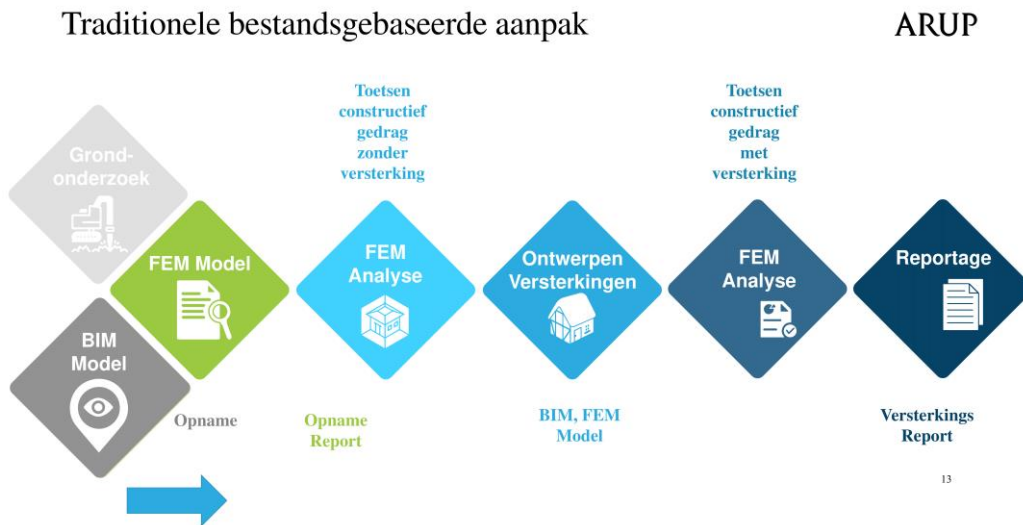 Traditionele bestandsgebaseerde aanpak
ARUP
Toetsen
constructief
gedrag
zonder
versterking
Toetsen
constructief
gedrag
met
versterking
Grond-
onderzoek
FEM Model
FEM
Analyse
Ontwerpen
Versterkingen
FEM
Analyse
Reportage
BIM
Model
Opname
Opname
Report
BIM, FEM
Model
Versterkings
Report
13